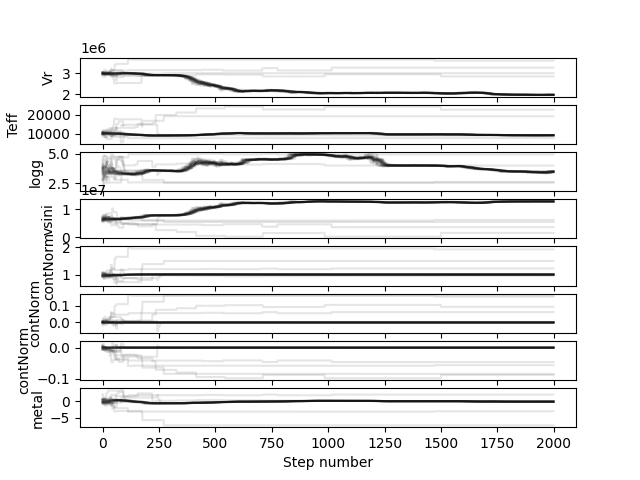 1e6
Vr
3
2
Teff
20000
10000
logg
5.0
2.5
1e7
vsini
1
0
contNorm
2
1
contNorm
0.1
0.0
contNorm
0.0
−0.1
metal
0
−5
0 250 500 750 1000 1250 1500 1750 2000
Step number